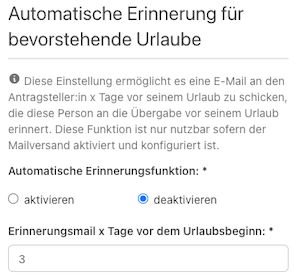 Automatische Erinnerung für
bevorstehende Urlaube
Diese Einstellung ermöglicht es eine E-Mail an den
Antragsteller:in x Tage vor seinem Urlaub zu schicken,
die diese Person an die Übergabe vor seinem Urlaub
erinnert. Diese Funktion ist nur nutzbar sofern der
Mailversand aktiviert und konfiguriert ist.
Automatische Erinnerungsfunktion: *
aktivieren deaktivieren
Erinnerungsmail x Tage vor dem Urlaubsbeginn: *
3